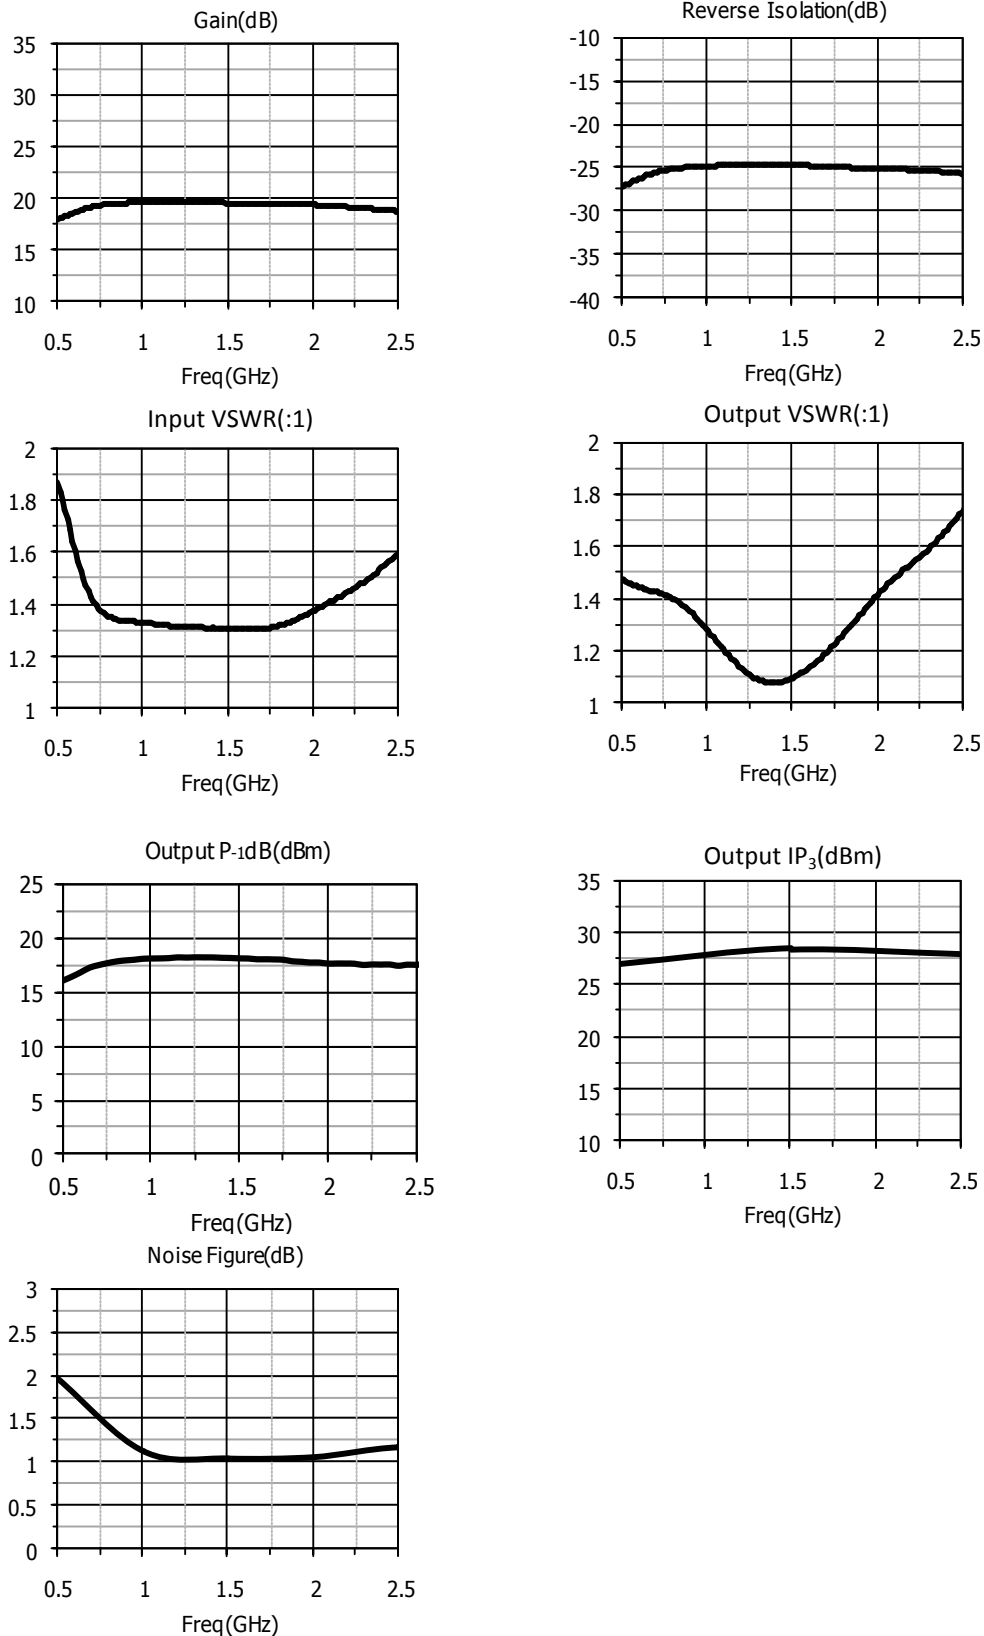 Gain(dB)
35
30
25
20
15
10
0.5 1 1.5 2 2.5
Freq(GHz)
Reverse Isolation(dB)
-10
-15
-20
-25
-30
-35
-40
0.5 1 1.5 2 2.5
Freq(GHz)
Input VSWR(:1)
2
1.8
1.6
1.4
1.2
1
0.5 1 1.5 2 2.5
Freq(GHz)
Output VSWR(:1)
2
1.8
1.6
1.4
1.2
1
0.5 1 1.5 2 2.5
Freq(GHz)
Output P-1dB(dBm)
25
20
15
10
5
0
0.5 1 1.5 2 2.5
Freq(GHz)
Output IP₃(dBm)
35
30
25
20
15
10
0.5 1 1.5 2 2.5
Freq(GHz)
Noise Figure(dB)
3
2.5
2
1.5
1
0.5
0
0.5 1 1.5 2 2.5
Freq(GHz)